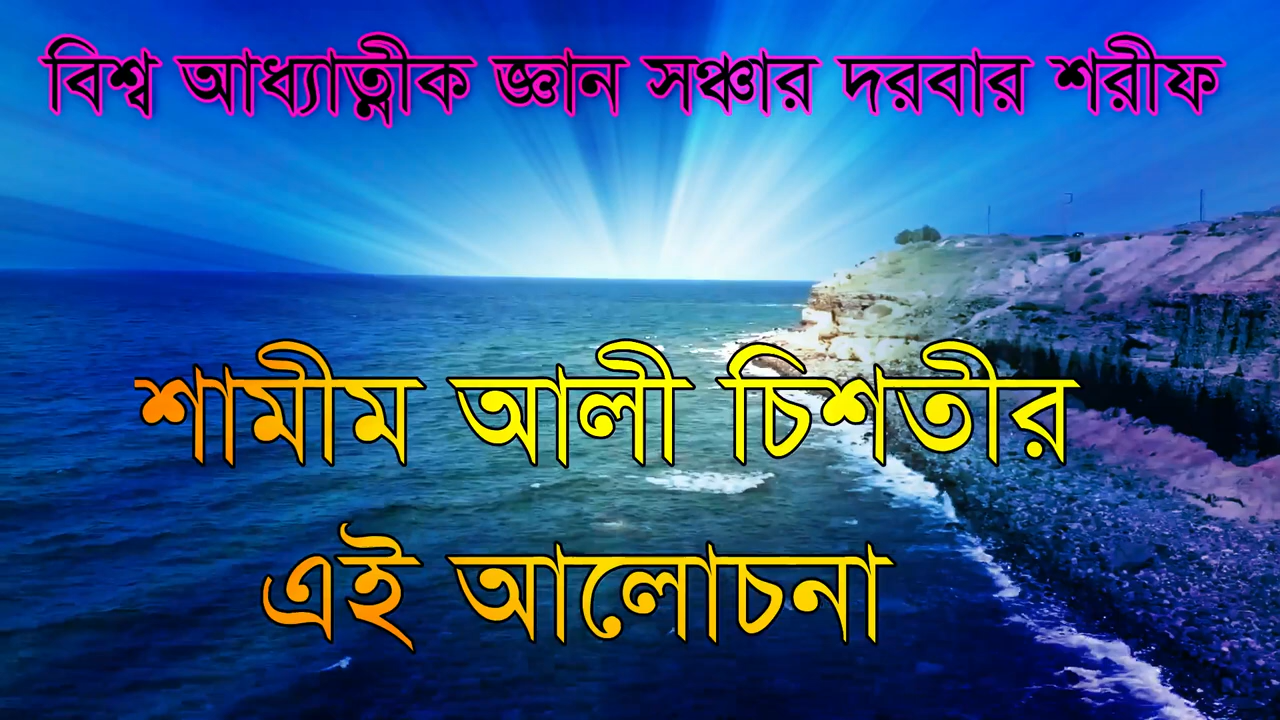 বিশ্ব আধ্যাত্নীক জ্ঞান সঞ্চার দরবার শরীফ
শামীম আলী চিশতীর
এই আলোচনা